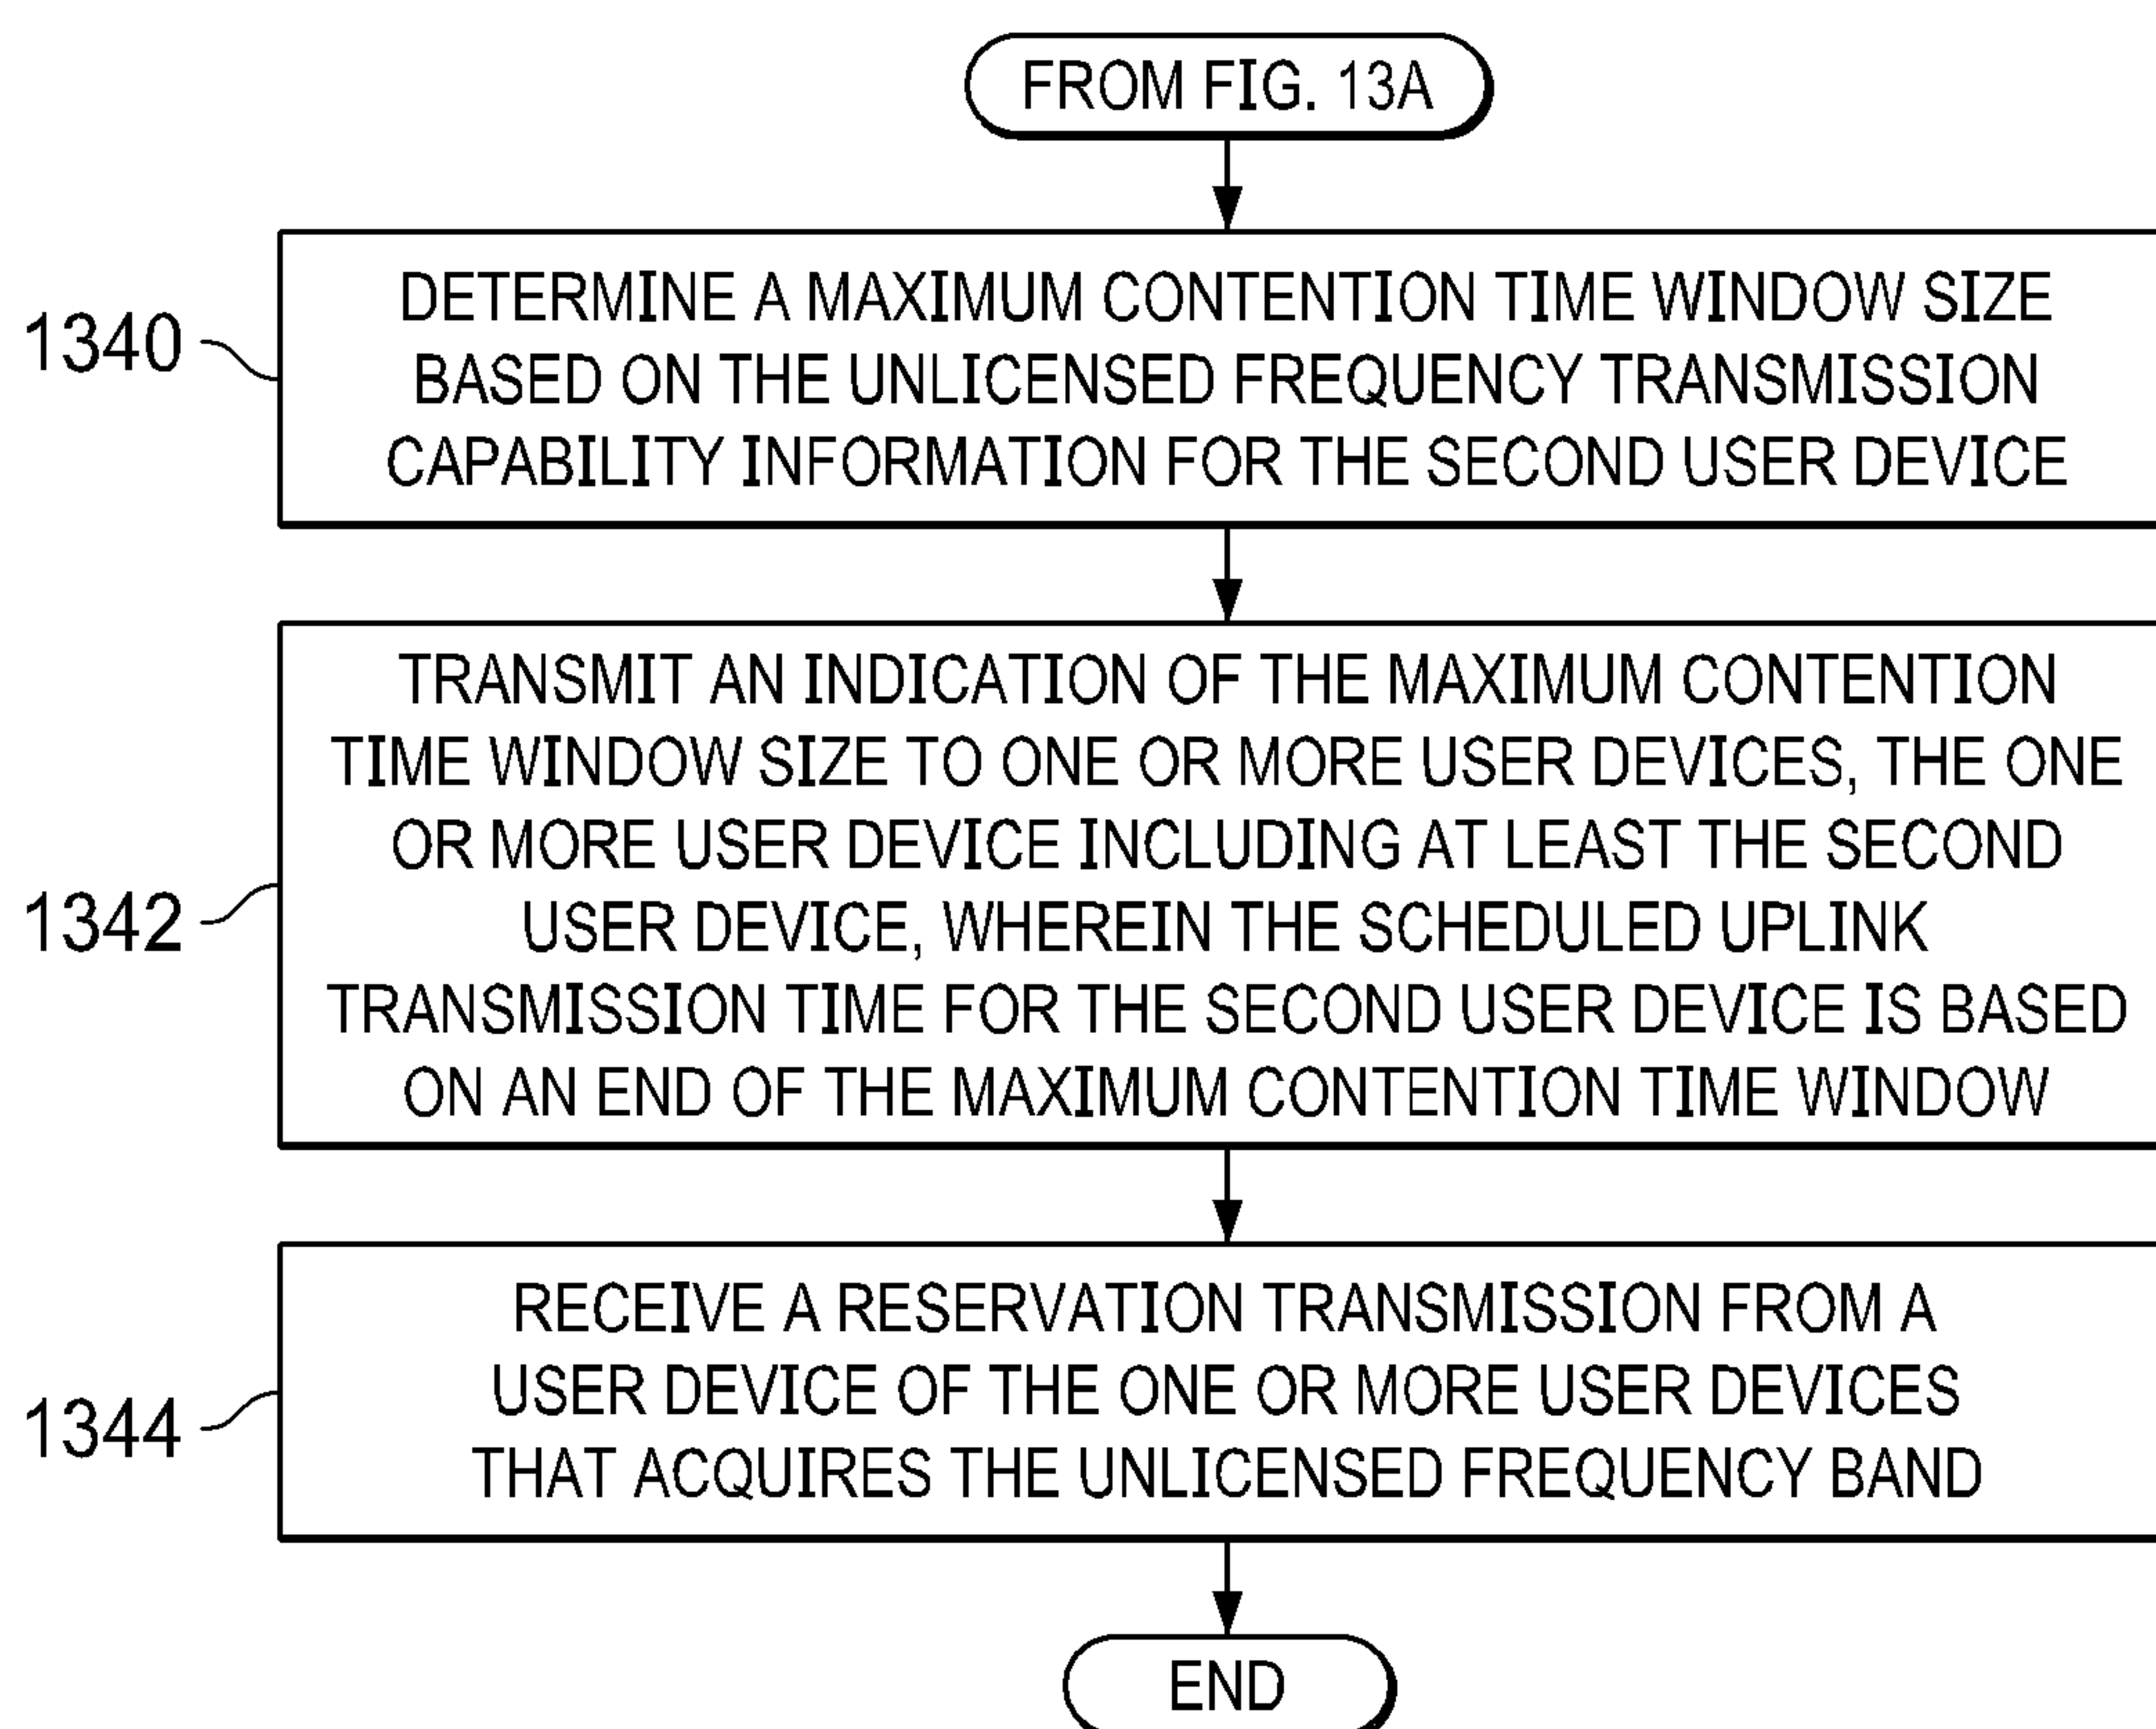 FROM FIG. 13A
1340
DETERMINE A MAXIMUM CONTENTION TIME WINDOW SIZE
BASED ON THE UNLICENSED FREQUENCY TRANSMISSION
CAPABILITY INFORMATION FOR THE SECOND USER DEVICE
1342
TRANSMIT AN INDICATION OF THE MAXIMUM CONTENTION
TIME WINDOW SIZE TO ONE OR MORE USER DEVICES, THE ONE
OR MORE USER DEVICE INCLUDING AT LEAST THE SECOND
USER DEVICE, WHEREIN THE SCHEDULED UPLINK
TRANSMISSION TIME FOR THE SECOND USER DEVICE IS BASED
ON AN END OF THE MAXIMUM CONTENTION TIME WINDOW
1344
RECEIVE A RESERVATION TRANSMISSION FROM A
USER DEVICE OF THE ONE OR MORE USER DEVICES
THAT ACQUIRES THE UNLICENSED FREQUENCY BAND
END